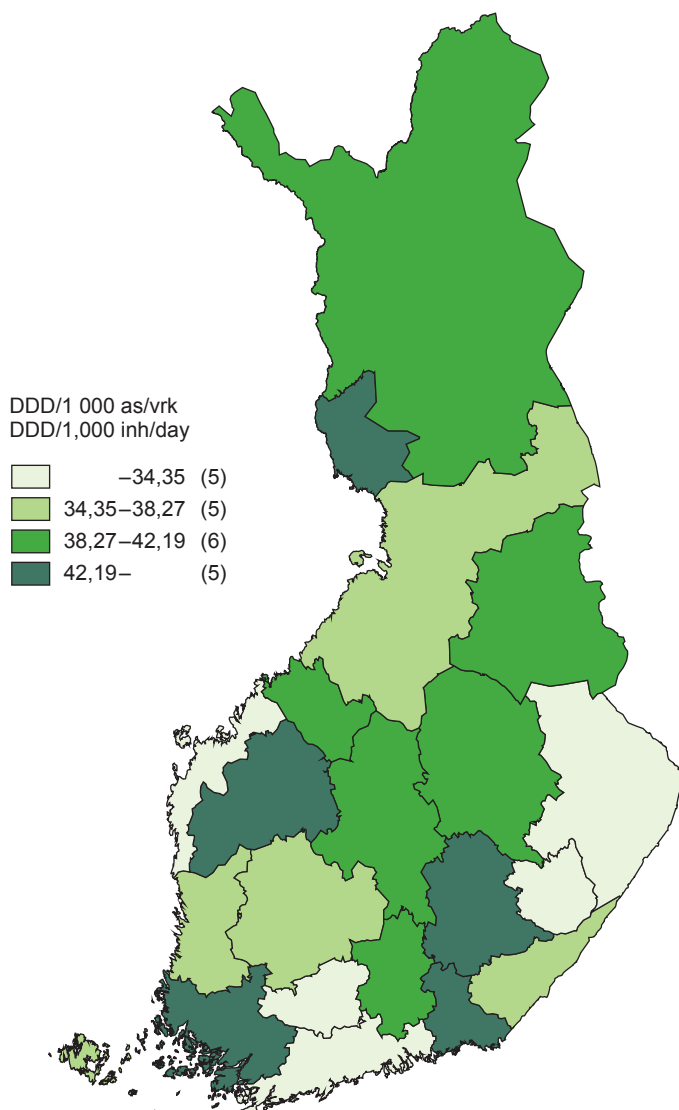 DDD/1 000 as/vrk
DDD/1,000 inh/day
–34,35 (5)
34,35–38,27 (5)
38,27–42,19 (6)
42,19– (5)